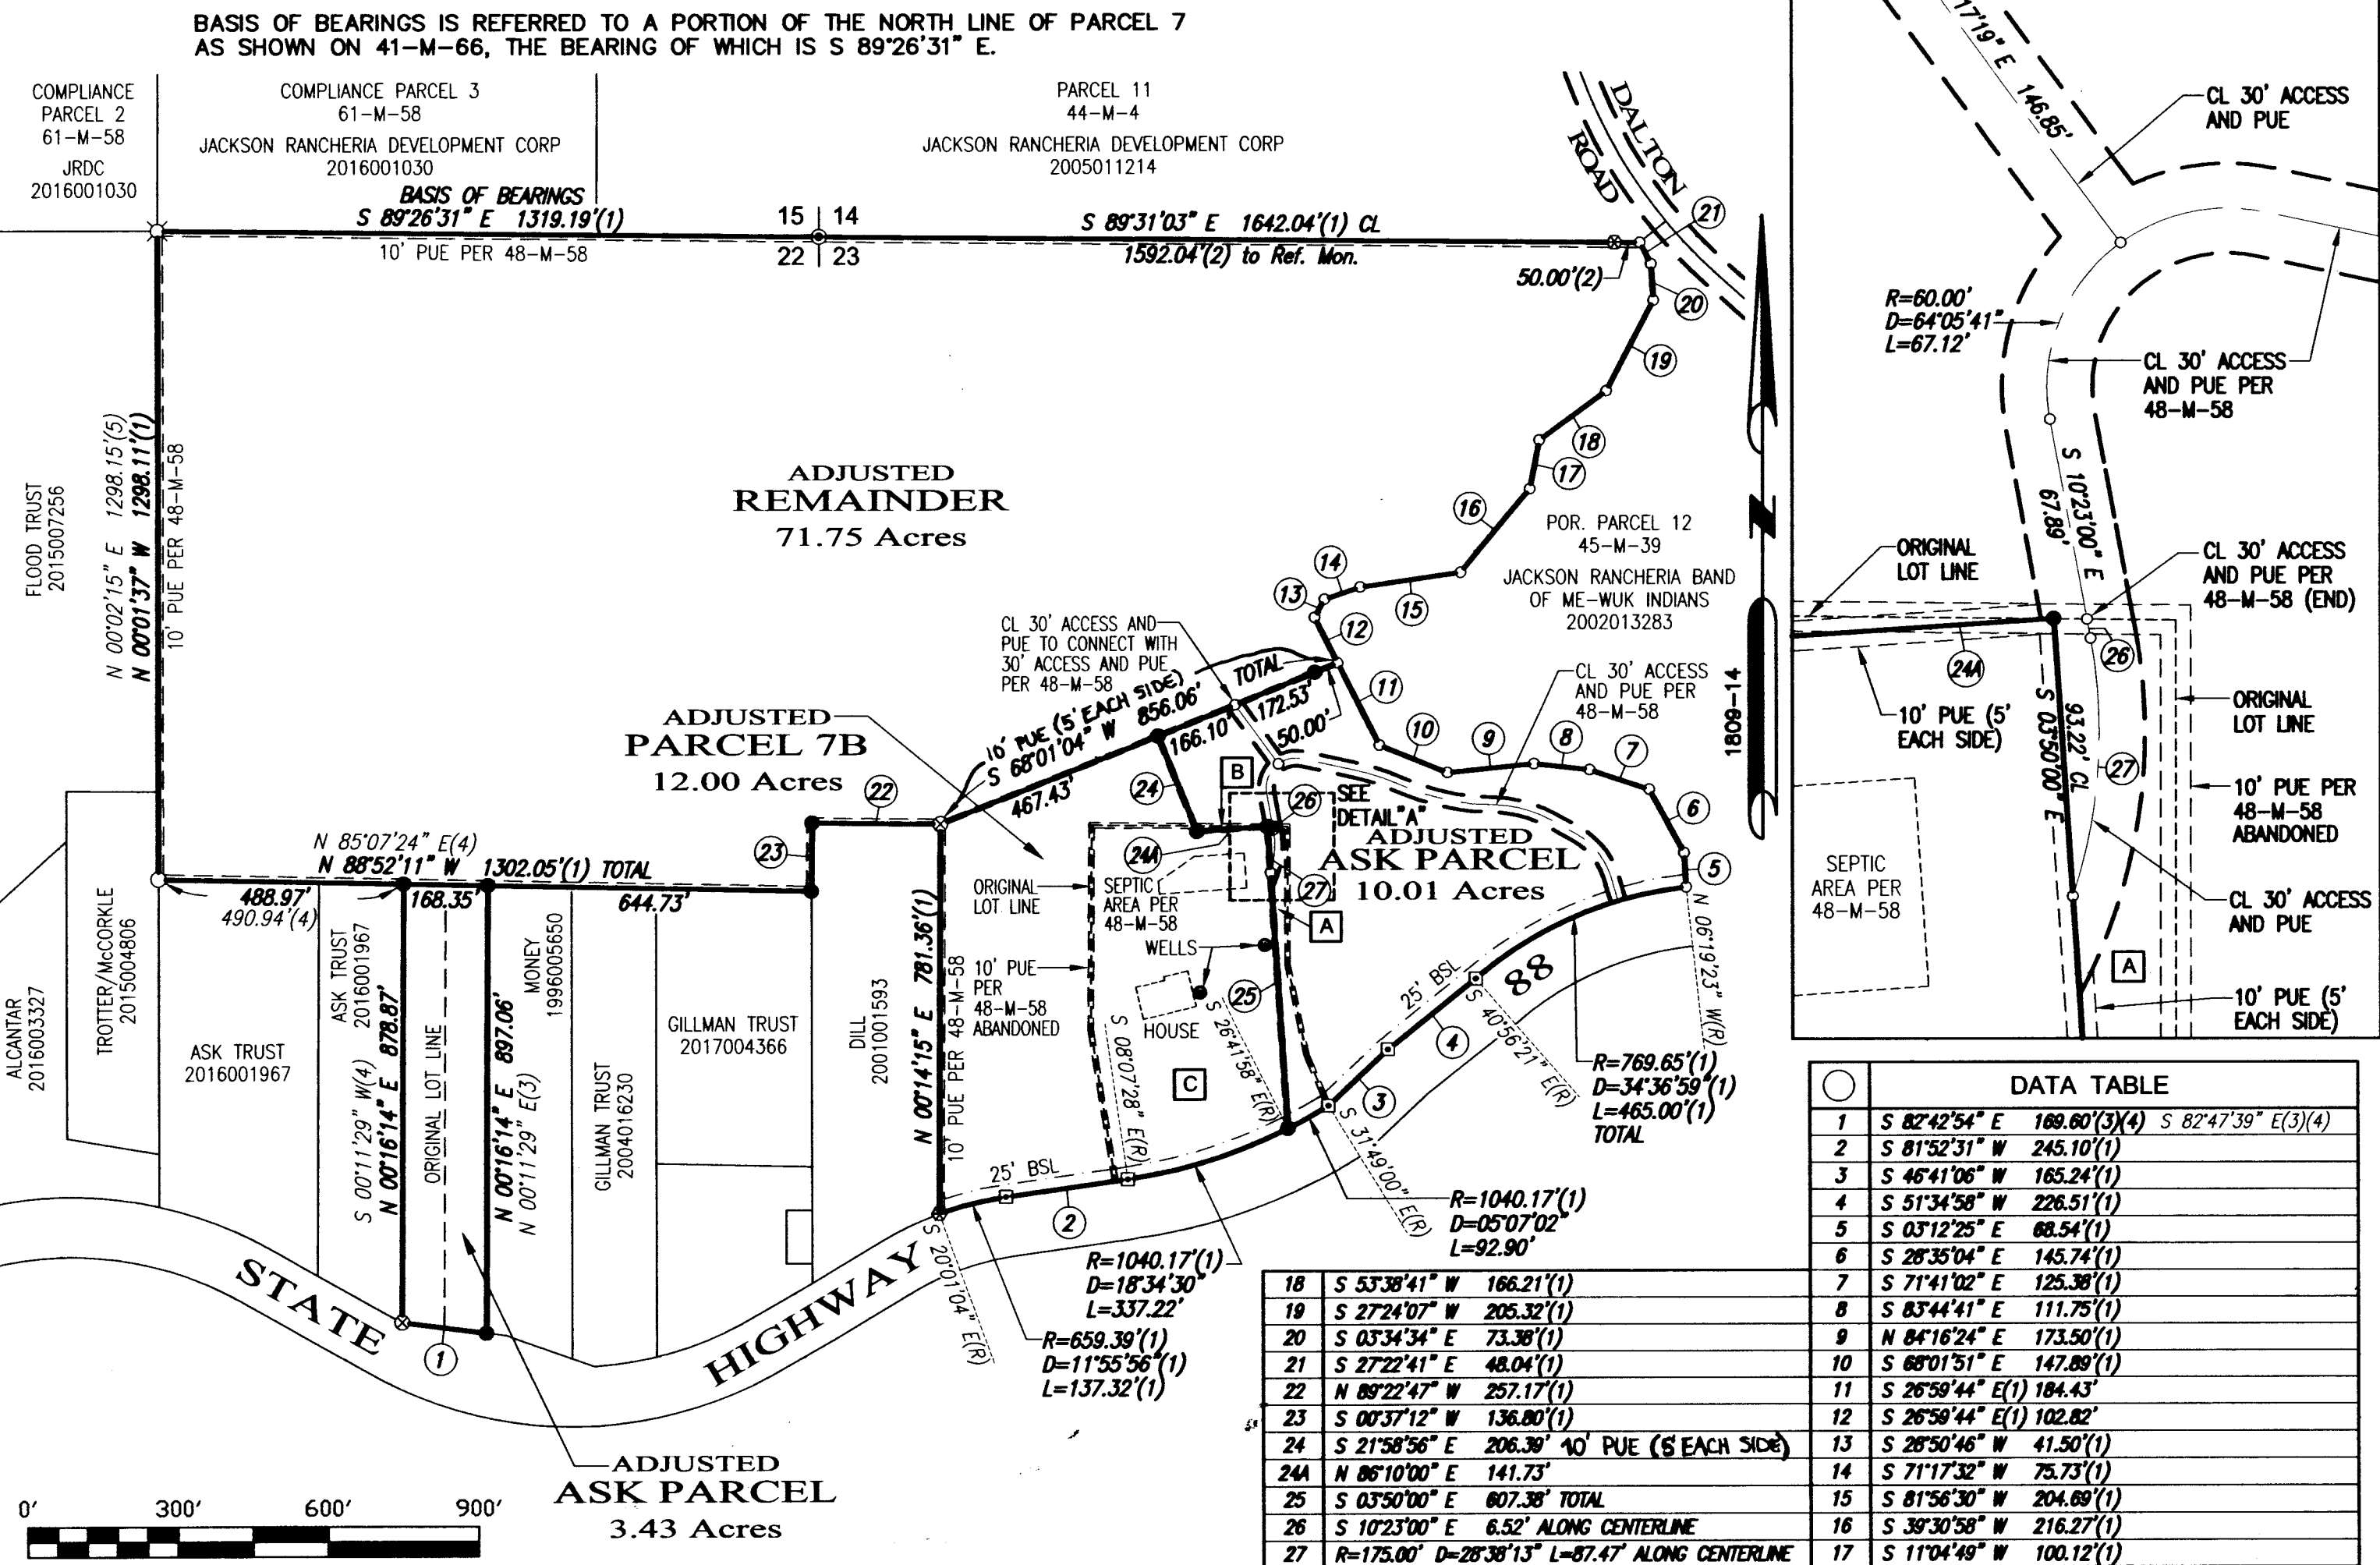 BASIS OF BEARINGS IS REFERRED TO A PORTION OF THE NORTH LINE OF PARCEL 7
AS SHOWN ON 41-M-66, THE BEARING OF WHICH IS S 89°26'31" E.
COMPLIANCE
PARCEL 2
61-M-58
JRDC
2016001030
COMPLIANCE PARCEL 3
61-M-58
JACKSON RANCHERIA DEVELOPMENT CORP
2016001030
PARCEL 11
44-M-4
JACKSON RANCHERIA DEVELOPMENT CORP
2005011214
BASIS OF BEARINGS
S 89°26'31" E 1319.19'(1)
10' PUE PER 48-M-58
15 | 14
22 | 23
S 89°31'03" E 1642.04'(1) CL
1592.04'(2) to Ref. Mon.
50.00'(2)
DALTON
ROAD
21
20
19
18
17
16
15
14
13
12
11
10
9
8
7
6
5
FLOOD TRUST
2015007256
N 00°02'15" E 1298.15'(5)
N 00°01'37" W 1298.11'(1)
10' PUE PER 48-M-58
ADJUSTED
REMAINDER
71.75 Acres
POR. PARCEL 12
45-M-39
JACKSON RANCHERIA BAND
OF ME-WUK INDIANS
2002013283
N
1809-14
CL 30' ACCESS AND
PUE TO CONNECT WITH
30' ACCESS AND PUE
PER 48-M-58
10' PUE (5' EACH SIDE)
S 68°01'04" W 856.06' TOTAL
467.43'
166.10'
172.53'
50.00'
CL 30' ACCESS
AND PUE PER
48-M-58
ADJUSTED
PARCEL 7B
12.00 Acres
22
23
24
24A
B
26
SEE
DETAIL "A"
ADJUSTED
ASK PARCEL
10.01 Acres
27
A
25
C
N 85°07'24" E(4)
N 88°52'11" W 1302.05'(1) TOTAL
488.97'
490.94'(4)
168.35'
644.73'
ORIGINAL
LOT LINE
SEPTIC
AREA PER
48-M-58
WELLS
HOUSE
10' PUE
PER
48-M-58
ABANDONED
ALCANTAR
2016003327
TROTTER/McCORKLE
2015004806
ASK TRUST
2016001967
ASK TRUST
2016001967
S 00°11'29" W(4)
N 00°16'14" E 878.87'
ORIGINAL LOT LINE
N 00°16'14" E 897.06'
N 00°11'29" E(3)
MONEY
1996005650
GILLMAN TRUST
2004016230
GILLMAN TRUST
2017004366
DILL
2001001593
N 00°14'15" E 781.36'(1)
10' PUE PER 48-M-58
S 08°07'28" E(R)
S 26°41'58" E(R)
S 31°49'00" E(R)
S 40°56'21" E(R)
N 06°19'23" W(R)
S 20°01'04" E(R)
25' BSL
25' BSL
88
4
3
2
1
STATE
HIGHWAY
R=769.65'(1)
D=34°36'59"(1)
L=465.00'(1)
TOTAL
R=1040.17'(1)
D=05°07'02"
L=92.90'
R=1040.17'(1)
D=18°34'30"
L=337.22'
R=659.39'(1)
D=11°55'56"(1)
L=137.32'(1)
ADJUSTED
ASK PARCEL
3.43 Acres
0' 300' 600' 900'
17'19" E 146.85'
CL 30' ACCESS
AND PUE
R=60.00'
D=64°05'41"
L=67.12'
CL 30' ACCESS
AND PUE PER
48-M-58
S 10°23'00" E
67.89'
ORIGINAL
LOT LINE
CL 30' ACCESS
AND PUE PER
48-M-58 (END)
24A
26
10' PUE (5'
EACH SIDE)
S 03°50'00" E
93.22' CL
27
ORIGINAL
LOT LINE
10' PUE PER
48-M-58
ABANDONED
SEPTIC
AREA PER
48-M-58
CL 30' ACCESS
AND PUE
A
10' PUE (5'
EACH SIDE)
DATA TABLE
1 S 82°42'54" E 169.60'(3)(4) S 82°47'39" E(3)(4)
2 S 81°52'31" W 245.10'(1)
3 S 46°41'06" W 165.24'(1)
4 S 51°34'58" W 226.51'(1)
5 S 03°12'25" E 68.54'(1)
6 S 28°35'04" E 145.74'(1)
7 S 71°41'02" E 125.38'(1)
8 S 83°44'41" E 111.75'(1)
9 N 84°16'24" E 173.50'(1)
10 S 68°01'51" E 147.89'(1)
11 S 26°59'44" E(1) 184.43'
12 S 26°59'44" E(1) 102.82'
13 S 28°50'46" W 41.50'(1)
14 S 71°17'32" W 75.73'(1)
15 S 81°56'30" W 204.69'(1)
16 S 39°30'58" W 216.27'(1)
17 S 11°04'49" W 100.12'(1)
18 S 53°38'41" W 166.21'(1)
19 S 27°24'07" W 205.32'(1)
20 S 03°34'34" E 73.38'(1)
21 S 27°22'41" E 48.04'(1)
22 N 89°22'47" W 257.17'(1)
23 S 00°37'12" W 136.80'(1)
24 S 21°58'56" E 206.39' 10' PUE (5' EACH SIDE)
24A N 86°10'00" E 141.73'
25 S 03°50'00" E 607.38' TOTAL
26 S 10°23'00" E 6.52' ALONG CENTERLINE
27 R=175.00' D=28°38'13" L=87.47' ALONG CENTERLINE